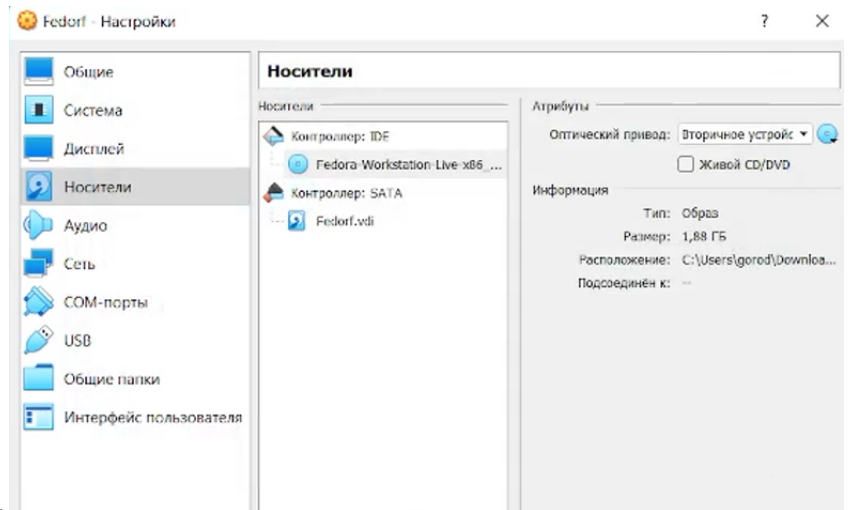 Fedorf - Настройки
? ×
Общие
Система
Дисплей
Носители
Аудио
Сеть
COM-порты
USB
Общие папки
Интерфейс пользователя
Носители
Носители
Контроллер: IDE
Fedora-Workstation-Live-x86_...
Контроллер: SATA
Fedorf.vdi
Атрибуты
Оптический привод: Вторичное устройс
Живой CD/DVD
Информация
Тип: Образ
Размер: 1,88 ГБ
Расположение: C:\Users\gorod\Downloa...
Подсоединён к: --